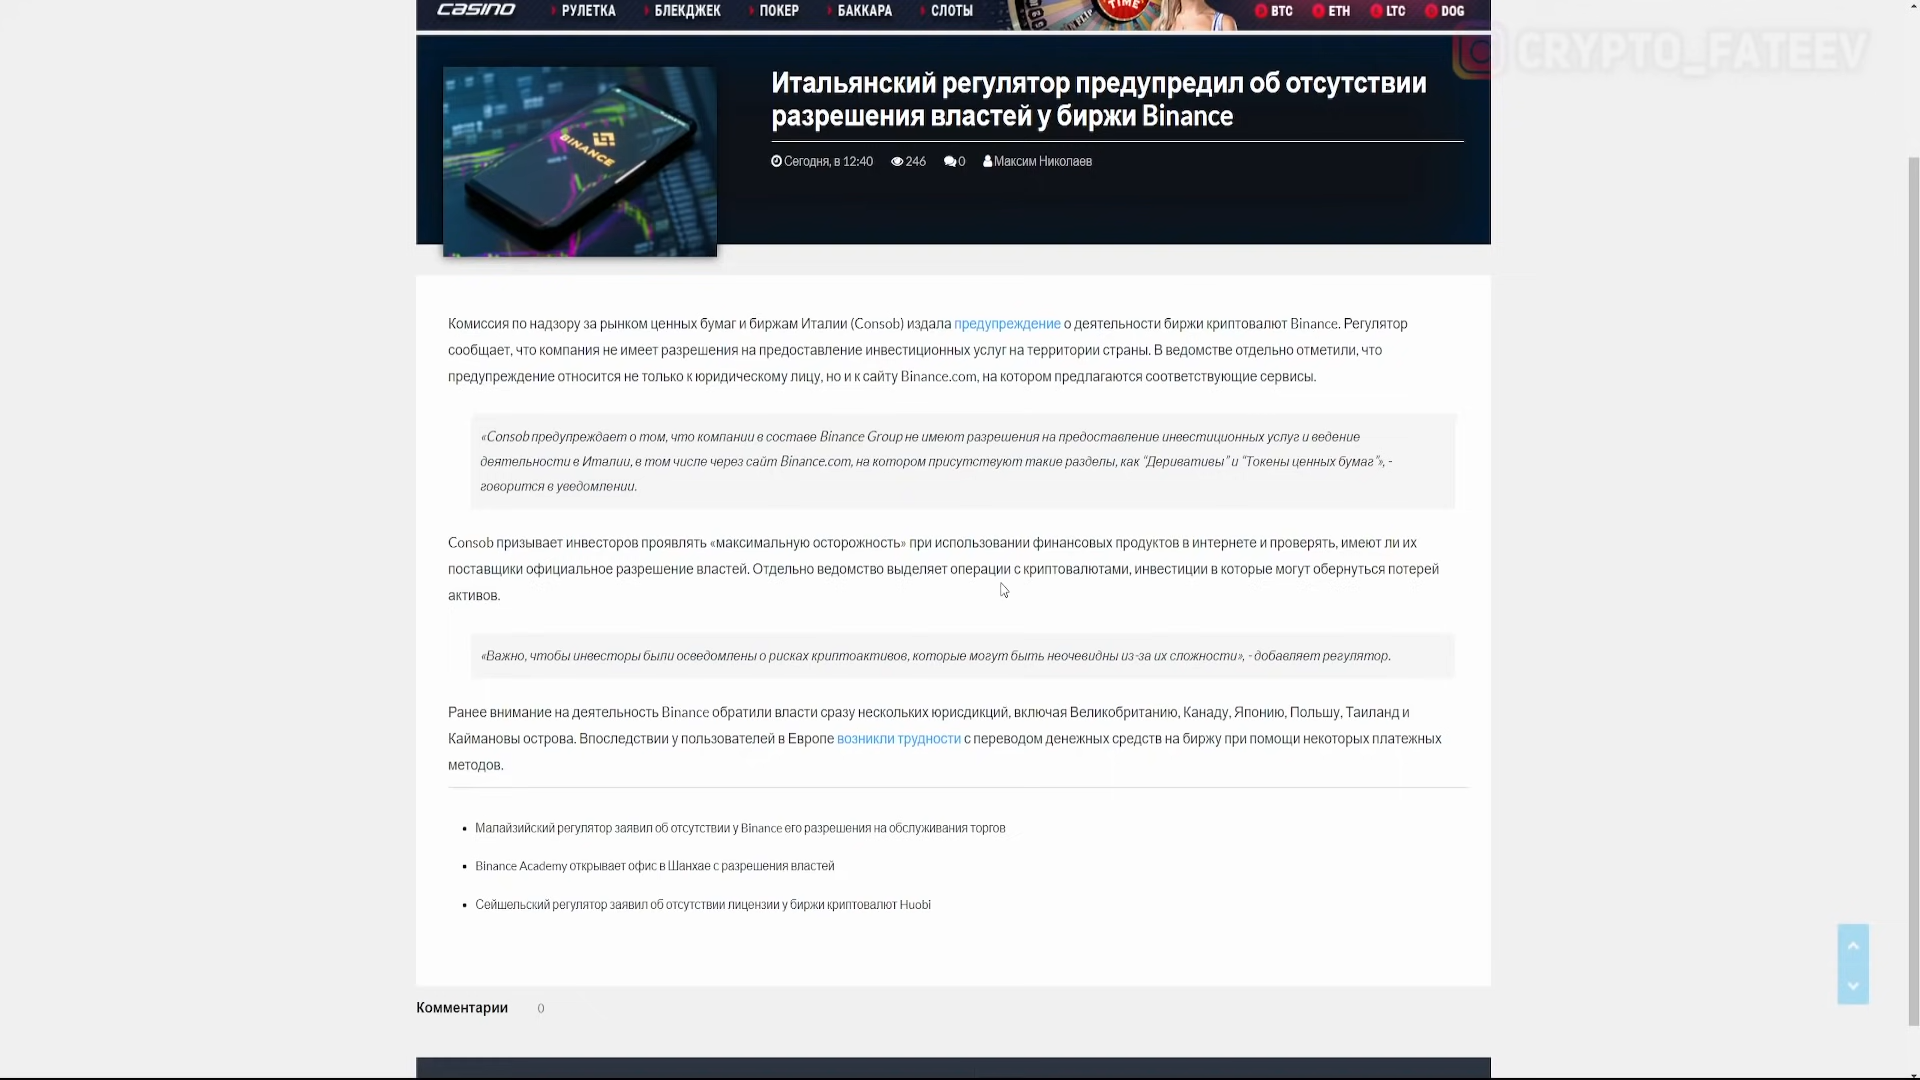 CASINO РУЛЕТКА БЛЕКДЖЕК ПОКЕР БАККАРА СЛОТЫ TIME BTC ETH LTC DOG
CRYPTO_FATEEV
Итальянский регулятор предупредил об отсутствии
разрешения властей у биржи Binance
BINANCE
Сегодня, в 12:40 246 0 Максим Николаев
Комиссия по надзору за рынком ценных бумаг и биржам Италии (Consob) издала предупреждение о деятельности биржи криптовалют Binance. Регулятор
сообщает, что компания не имеет разрешения на предоставление инвестиционных услуг на территории страны. В ведомстве отдельно отметили, что
предупреждение относится не только к юридическому лицу, но и к сайту Binance.com, на котором предлагаются соответствующие сервисы.
«Consob предупреждает о том, что компании в составе Binance Group не имеют разрешения на предоставление инвестиционных услуг и ведение
деятельности в Италии, в том числе через сайт Binance.com, на котором присутствуют такие разделы, как "Деривативы" и "Токены ценных бумаг"», -
говорится в уведомлении.
Consob призывает инвесторов проявлять «максимальную осторожность» при использовании финансовых продуктов в интернете и проверять, имеют ли их
поставщики официальное разрешение властей. Отдельно ведомство выделяет операции с криптовалютами, инвестиции в которые могут обернуться потерей
активов.
«Важно, чтобы инвесторы были осведомлены о рисках криптоактивов, которые могут быть неочевидны из-за их сложности», - добавляет регулятор.
Ранее внимание на деятельность Binance обратили власти сразу нескольких юрисдикций, включая Великобританию, Канаду, Японию, Польшу, Таиланд и
Каймановы острова. Впоследствии у пользователей в Европе возникли трудности с переводом денежных средств на биржу при помощи некоторых платежных
методов.
Малайзийский регулятор заявил об отсутствии у Binance его разрешения на обслуживания торгов
Binance Academy открывает офис в Шанхае с разрешения властей
Сейшельский регулятор заявил об отсутствии лицензии у биржи криптовалют Huobi
Комментарии 0